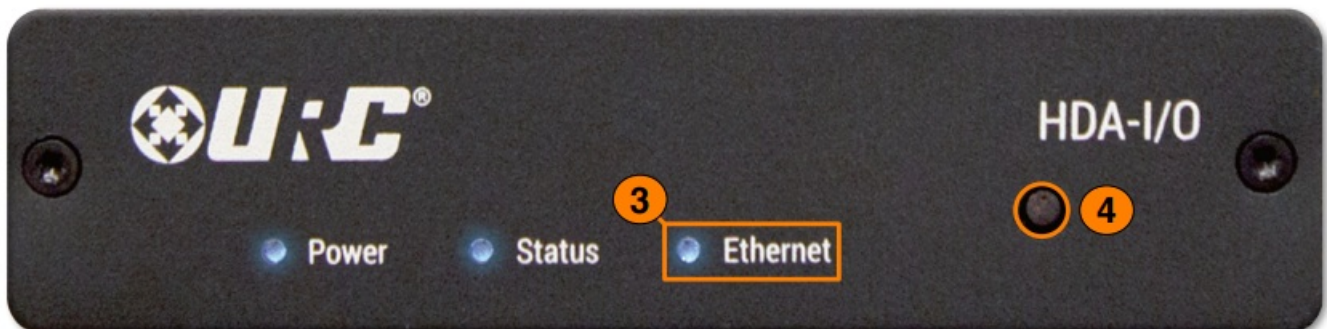 URC®
HDA-I/O
3
4
Power
Status
Ethernet